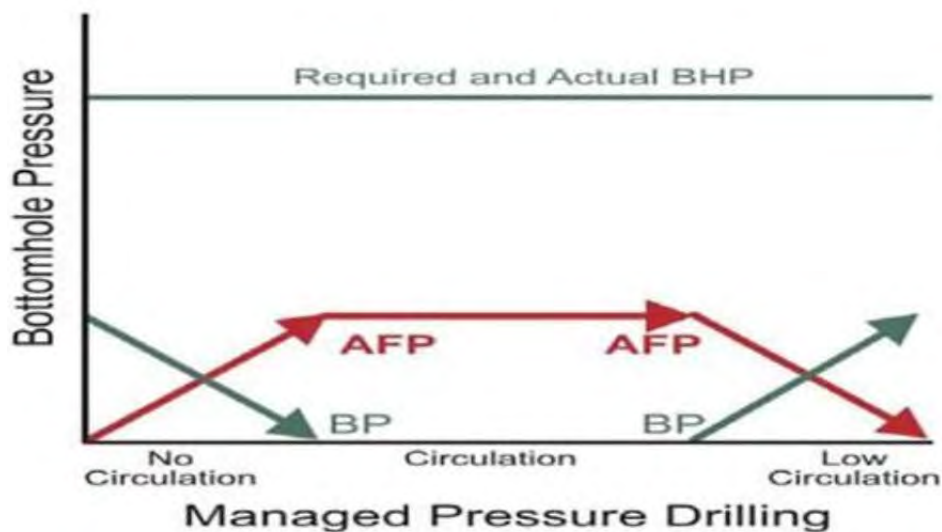 Required and Actual BHP
Bottomhole Pressure
AFP
AFP
BP
BP
No
Circulation
Circulation
Low
Circulation
Managed Pressure Drilling